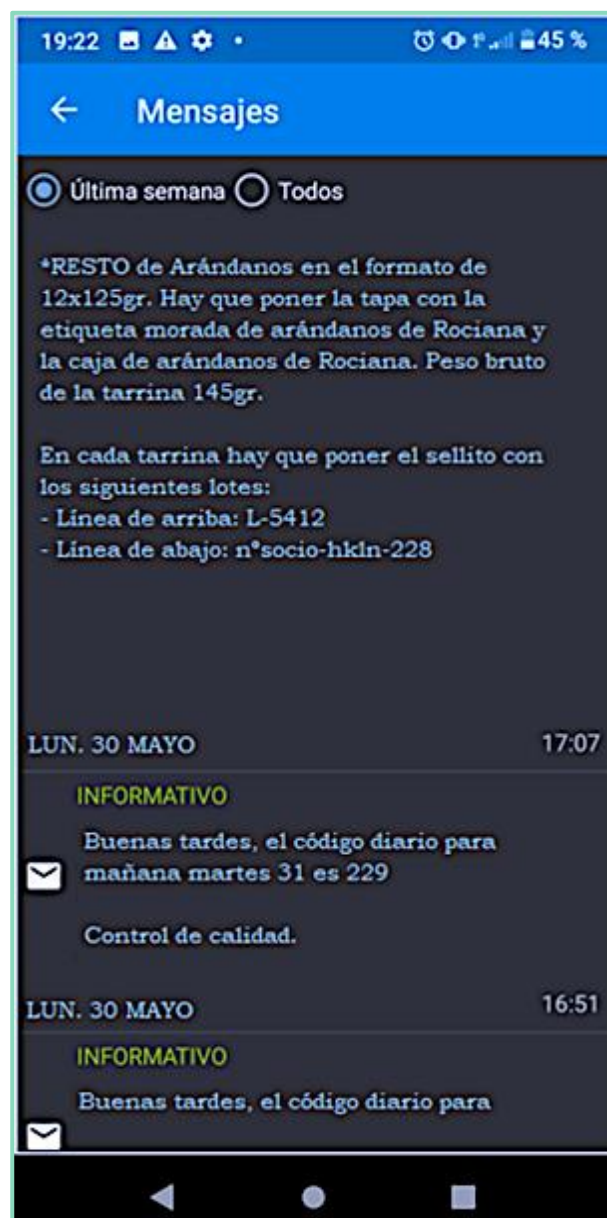 19:22 45 %
Mensajes
Última semana Todos
*RESTO de Arándanos en el formato de
12x125gr. Hay que poner la tapa con la
etiqueta morada de arándanos de Rociana y
la caja de arándanos de Rociana. Peso bruto
de la tarrina 145gr.
En cada tarrina hay que poner el sellito con
los siguientes lotes:
- Línea de arriba: L-5412
- Línea de abajo: nºsocio-hkln-228
LUN. 30 MAYO 17:07
INFORMATIVO
Buenas tardes, el código diario para
mañana martes 31 es 229
Control de calidad.
LUN. 30 MAYO 16:51
INFORMATIVO
Buenas tardes, el código diario para